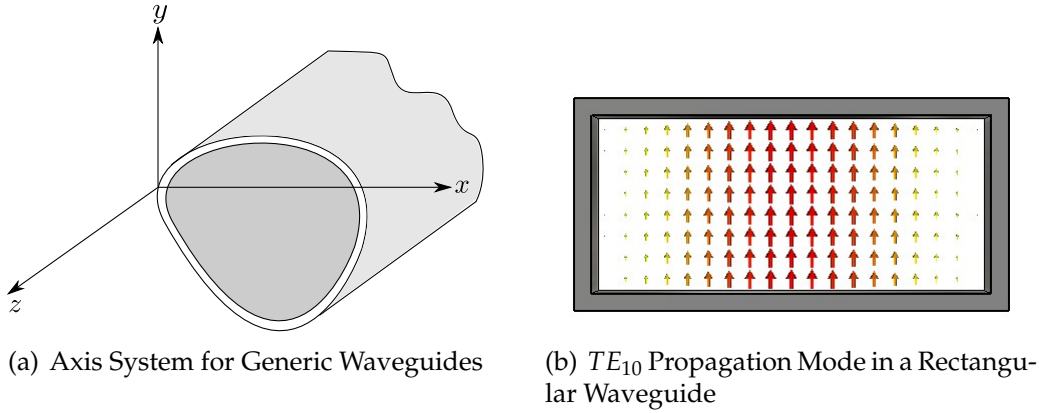 y
x
z
(a) Axis System for Generic Waveguides
(b) TE10 Propagation Mode in a Rectangu-
lar Waveguide